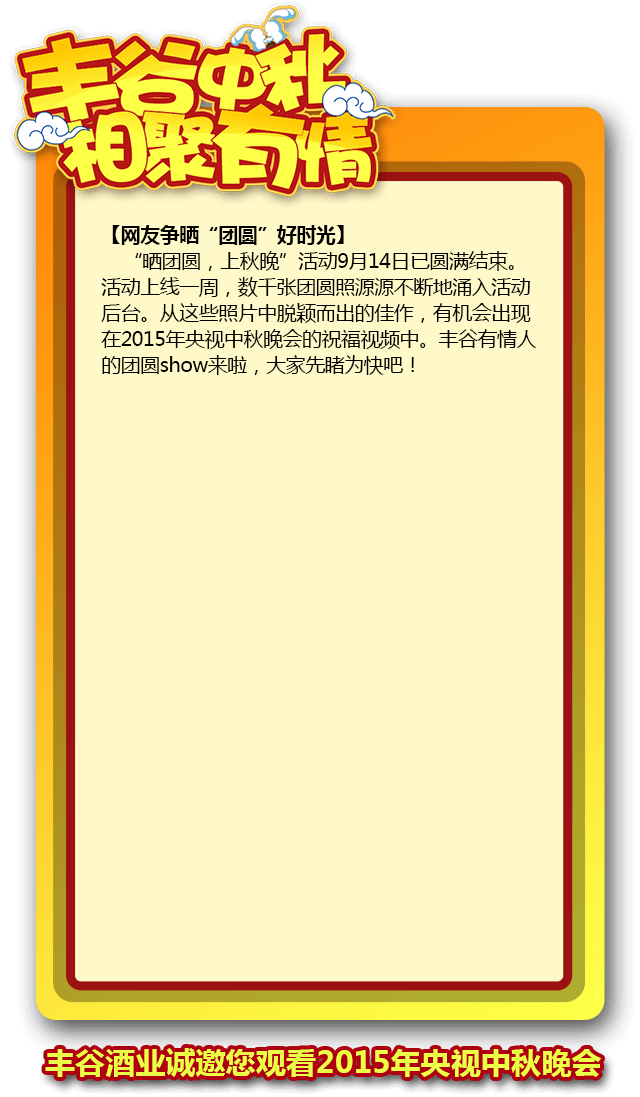 丰谷中秋
相聚有情
【网友争晒“团圆”好时光】
“晒团圆，上秋晚”活动9月14日已圆满结束。
活动上线一周，数千张团圆照源源不断地涌入活动
后台。从这些照片中脱颖而出的佳作，有机会出现
在2015年央视中秋晚会的祝福视频中。丰谷有情人
的团圆show来啦，大家先睹为快吧！
丰谷酒业诚邀您观看2015年央视中秋晚会